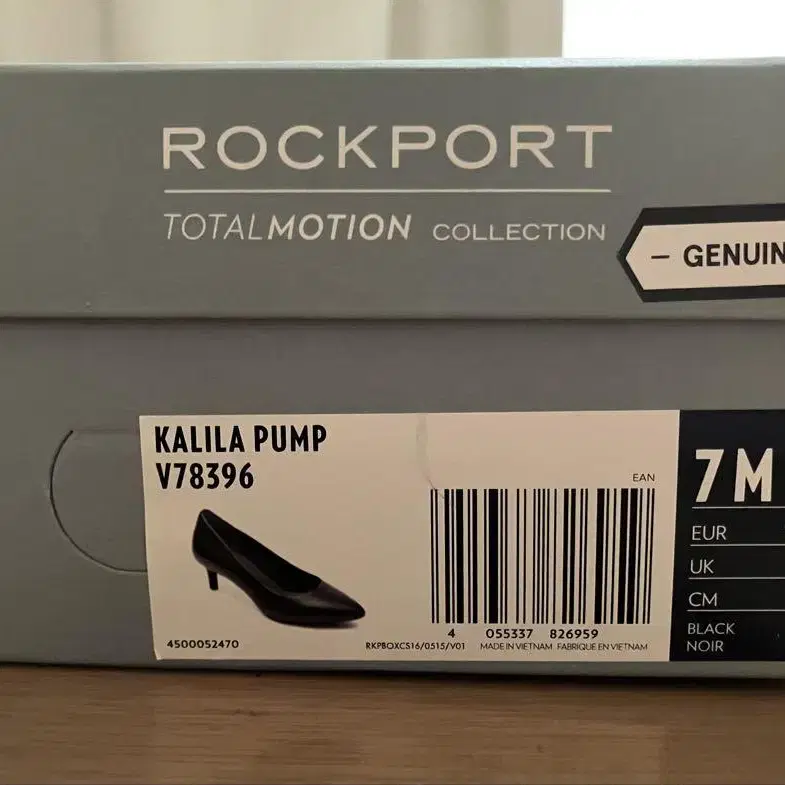 ROCKPORT
TOTALMOTION COLLECTION
– GENUIN
KALILA PUMP
V78396
EAN
4 055337 826959
4500052470
RKPBOXCS16/0515/V01 MADE IN VIETNAM FABRIQUE EN VIETNAM
7 M
EUR
UK
CM
BLACK
NOIR